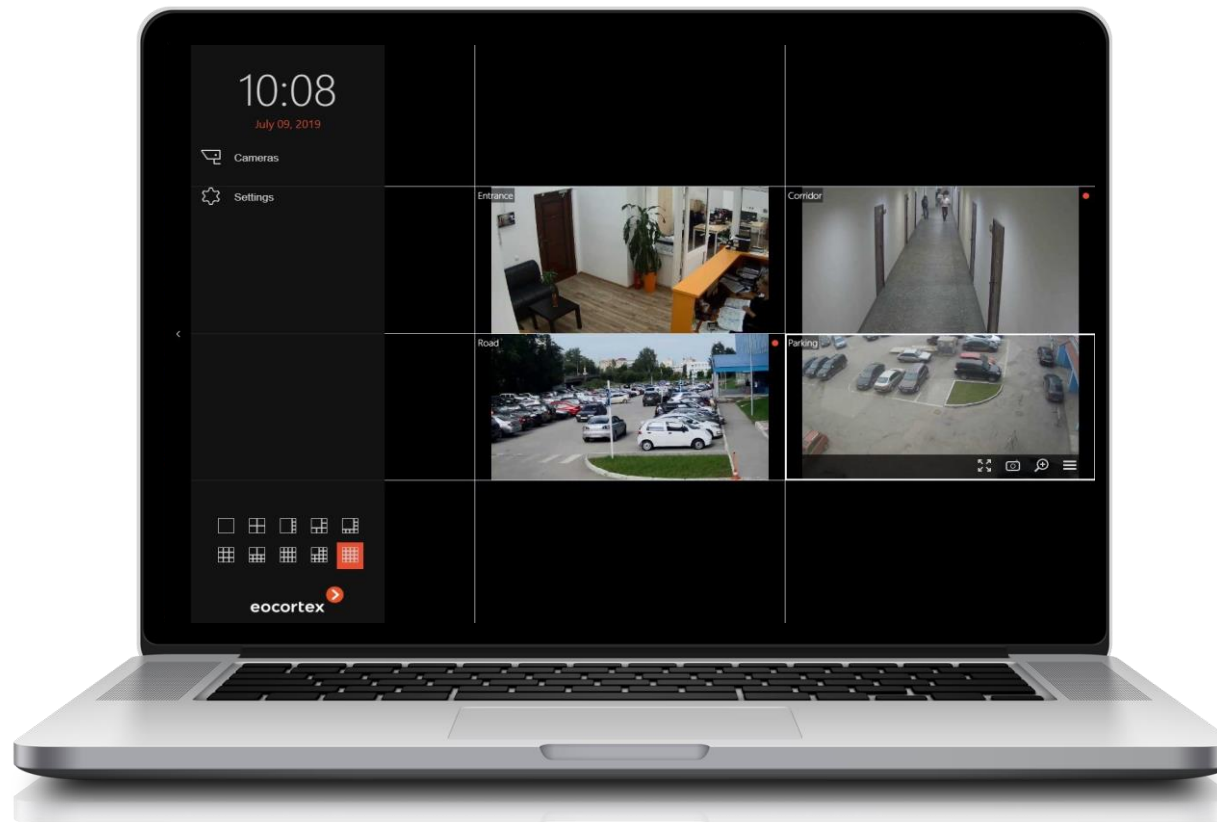 10:08
July 09, 2019
Cameras
Settings
Entrance
Corridor
Road
Parking
eocortex